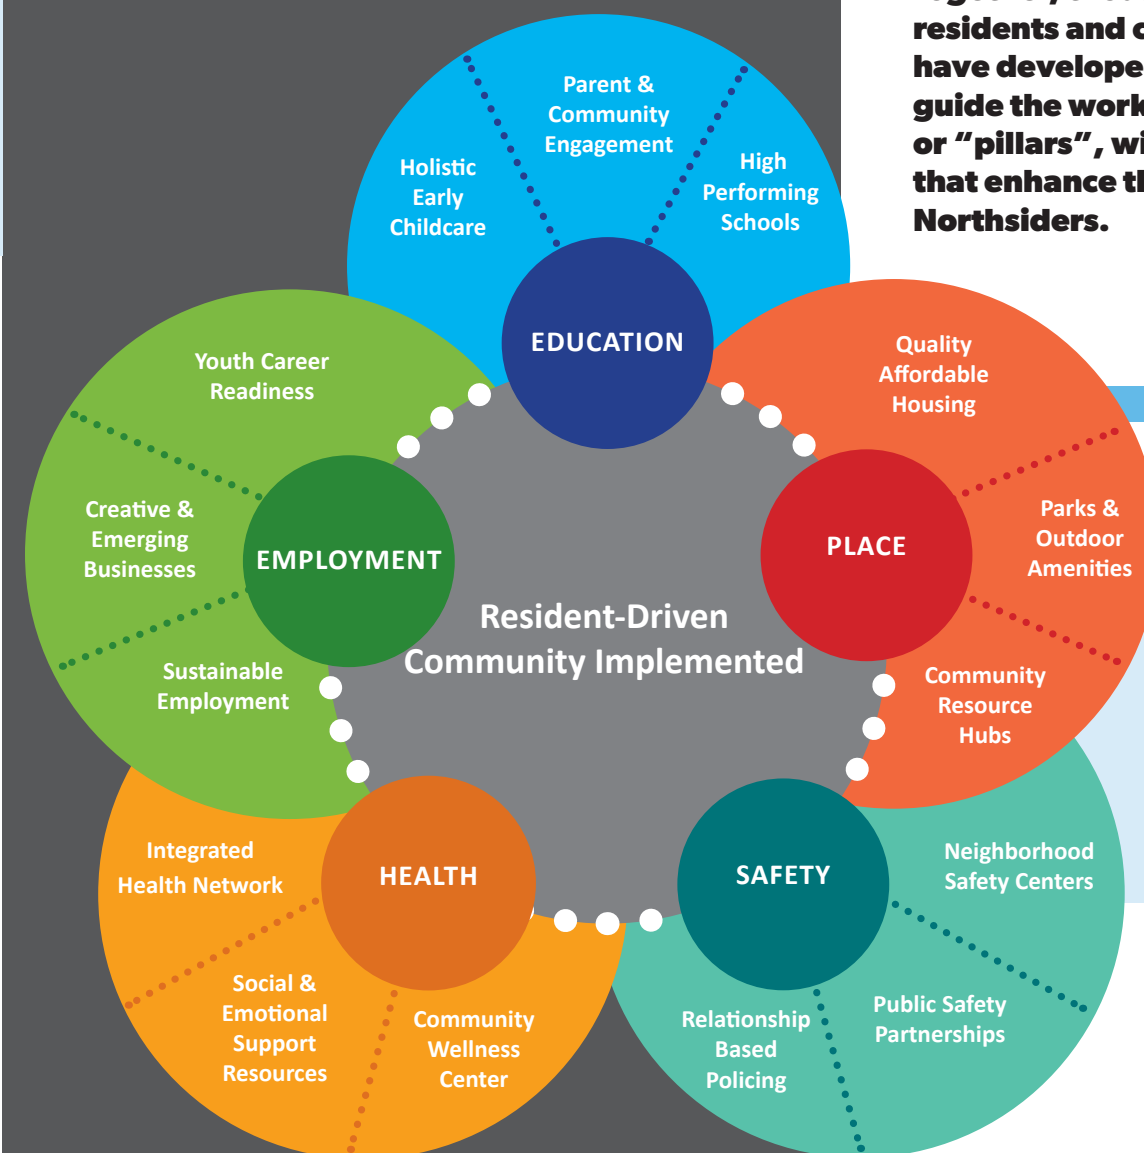 residents and
have develope
guide the work
or “pillars”, wi
that enhance th
Northsiders.
Parent &
Community
Engagement
Holistic
Early
Childcare
High
Performing
Schools
EDUCATION
Youth Career
Readiness
Creative &
Emerging
Businesses
EMPLOYMENT
Sustainable
Employment
Quality
Affordable
Housing
PLACE
Parks &
Outdoor
Amenities
Community
Resource
Hubs
Resident-Driven
Community Implemented
Integrated
Health Network
HEALTH
Social &
Emotional
Support
Resources
Community
Wellness
Center
SAFETY
Neighborhood
Safety Centers
Public Safety
Partnerships
Relationship
Based
Policing